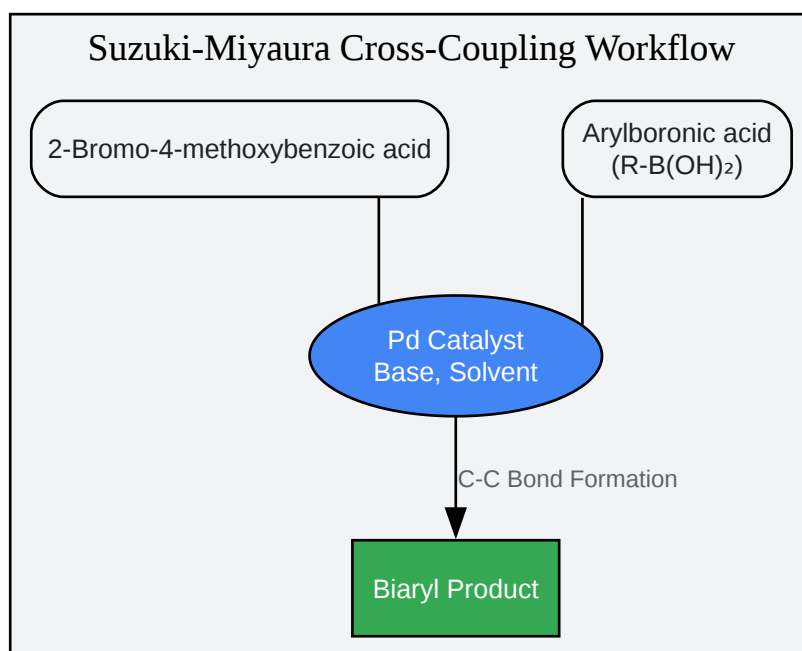 Suzuki-Miyaura Cross-Coupling Workflow
2-Bromo-4-methoxybenzoic acid
Arylboronic acid
(R-B(OH)₂)
Pd Catalyst
Base, Solvent
C-C Bond Formation
Biaryl Product